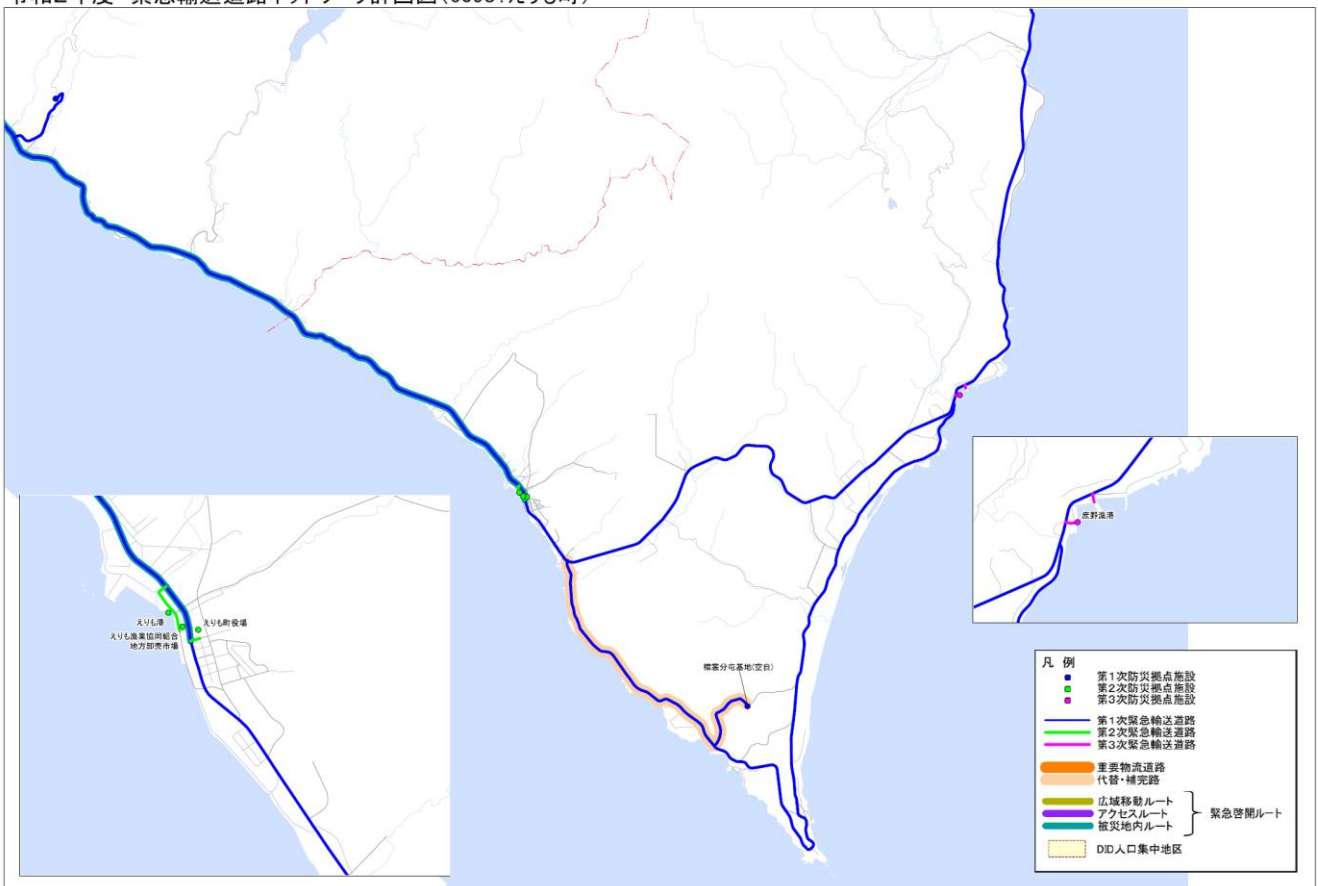 えりも港
えりも漁業協同組合
地方卸売市場
えりも町役場
襟裳分屯基地(空自)
庶野漁港
凡 例
第1次防災拠点施設
第2次防災拠点施設
第3次防災拠点施設
第1次緊急輸送道路
第2次緊急輸送道路
第3次緊急輸送道路
重要物流道路
代替・補完路
広域移動ルート
アクセスルート
被災地内ルート
緊急啓開ルート
DID人口集中地区